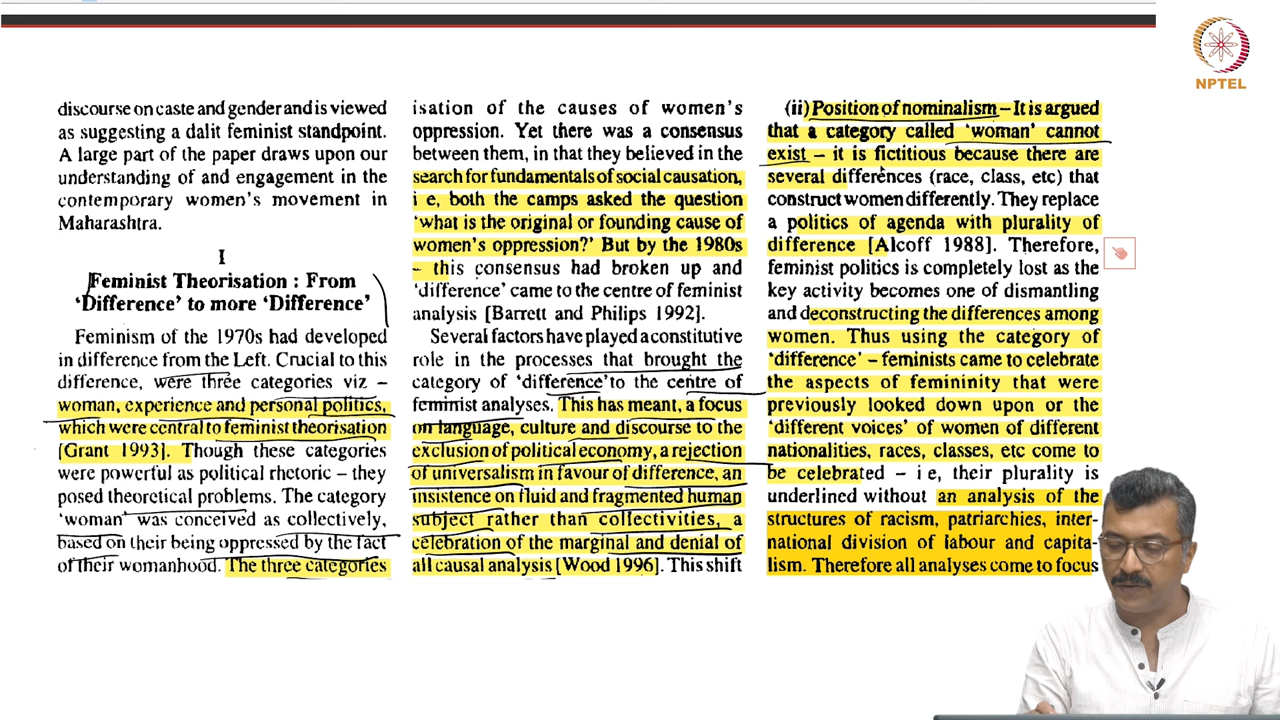 discourse on caste and gender and is viewed
as suggesting a dalit feminist standpoint.
A large part of the paper draws upon our
understanding of and engagement in the
contemporary women's movement in
Maharashtra.
I
Feminist Theorisation : From
'Difference' to more 'Difference'
Feminism of the 1970s had developed
in difference from the Left. Crucial to this
difference, were three categories viz –
woman, experience and personal politics,
which were central to feminist theorisation
[Grant 1993]. Though these categories
were powerful as political rhetoric – they
posed theoretical problems. The category
'woman' was conceived as collectively,
based on their being oppressed by the fact
of their womanhood. The three categories
isation of the causes of women's
oppression. Yet there was a consensus
between them, in that they believed in the
search for fundamentals of social causation,
i e, both the camps asked the question
'what is the original or founding cause of
women's oppression?' But by the 1980s
– this consensus had broken up and
'difference' came to the centre of feminist
analysis [Barrett and Philips 1992].
Several factors have played a constitutive
role in the processes that brought the
category of 'difference' to the centre of
feminist analyses. This has meant, a focus
on language, culture and discourse to the
exclusion of political economy, a rejection
of universalism in favour of difference, an
insistence on fluid and fragmented human
subject rather than collectivities, a
celebration of the marginal and denial of
all causal analysis [Wood 1996]. This shift
(ii) Position of nominalism – It is argued
that a category called 'woman' cannot
exist – it is fictitious because there are
several differences (race, class, etc) that
construct women differently. They replace
a politics of agenda with plurality of
difference [Alcoff 1988]. Therefore,
feminist politics is completely lost as the
key activity becomes one of dismantling
and deconstructing the differences among
women. Thus using the category of
'difference' – feminists came to celebrate
the aspects of femininity that were
previously looked down upon or the
'different voices' of women of different
nationalities, races, classes, etc come to
be celebrated – i e, their plurality is
underlined without an analysis of the
structures of racism, patriarchies, inter-
national division of labour and capita-
lism. Therefore all analyses come to focus
NPTEL